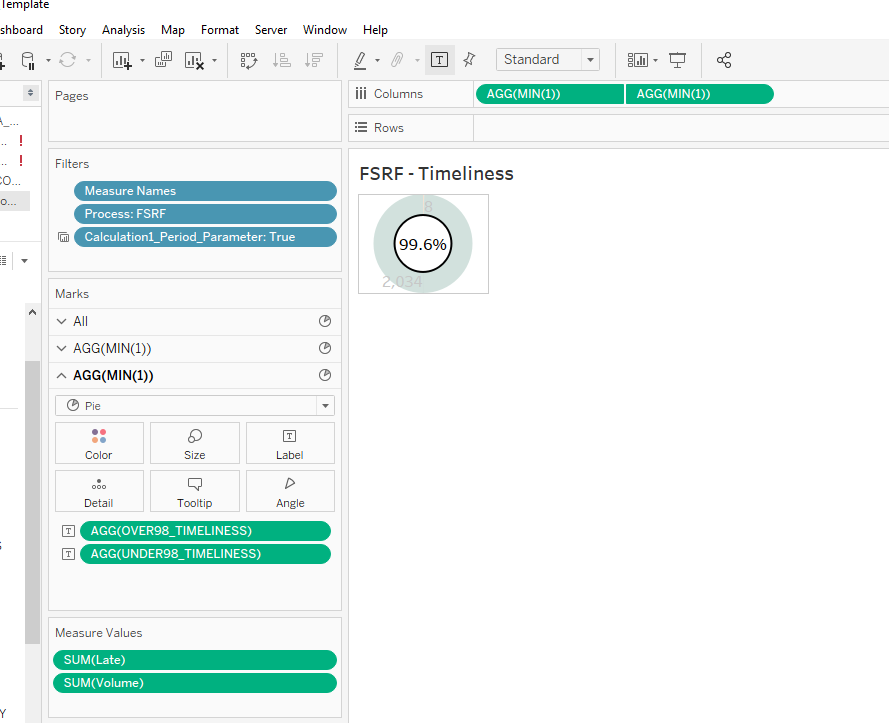 Template
shboard Story Analysis Map Format Server Window Help
T Standard
Pages
Columns AGG(MIN(1)) AGG(MIN(1))
Rows
A_...
...
...
CO...
o...
Filters
Measure Names
Process: FSRF
Calculation1_Period_Parameter: True
FSRF - Timeliness
8
99.6%
2,034
Marks
All
AGG(MIN(1))
AGG(MIN(1))
Pie
Color Size Label
Detail Tooltip Angle
AGG(OVER98_TIMELINESS)
AGG(UNDER98_TIMELINESS)
Measure Values
SUM(Late)
SUM(Volume)
Y